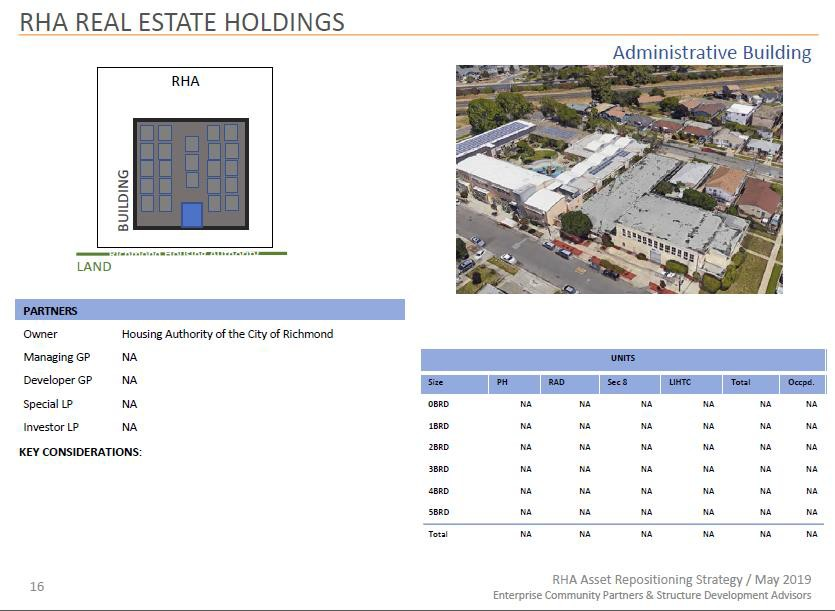 RHA REAL ESTATE HOLDINGS
Administrative Building
RHA
BUILDING
Richmond Housing Authority
LAND
PARTNERS
Owner Housing Authority of the City of Richmond
Managing GP NA
Developer GP NA
Special LP NA
Investor LP NA
KEY CONSIDERATIONS:
UNITS
Size PH RAD Sec 8 LIHTC Total Occpd.
0BRD NA NA NA NA NA NA
1BRD NA NA NA NA NA NA
2BRD NA NA NA NA NA NA
3BRD NA NA NA NA NA NA
4BRD NA NA NA NA NA NA
5BRD NA NA NA NA NA NA
Total NA NA NA NA NA NA
16
RHA Asset Repositioning Strategy / May 2019
Enterprise Community Partners & Structure Development Advisors